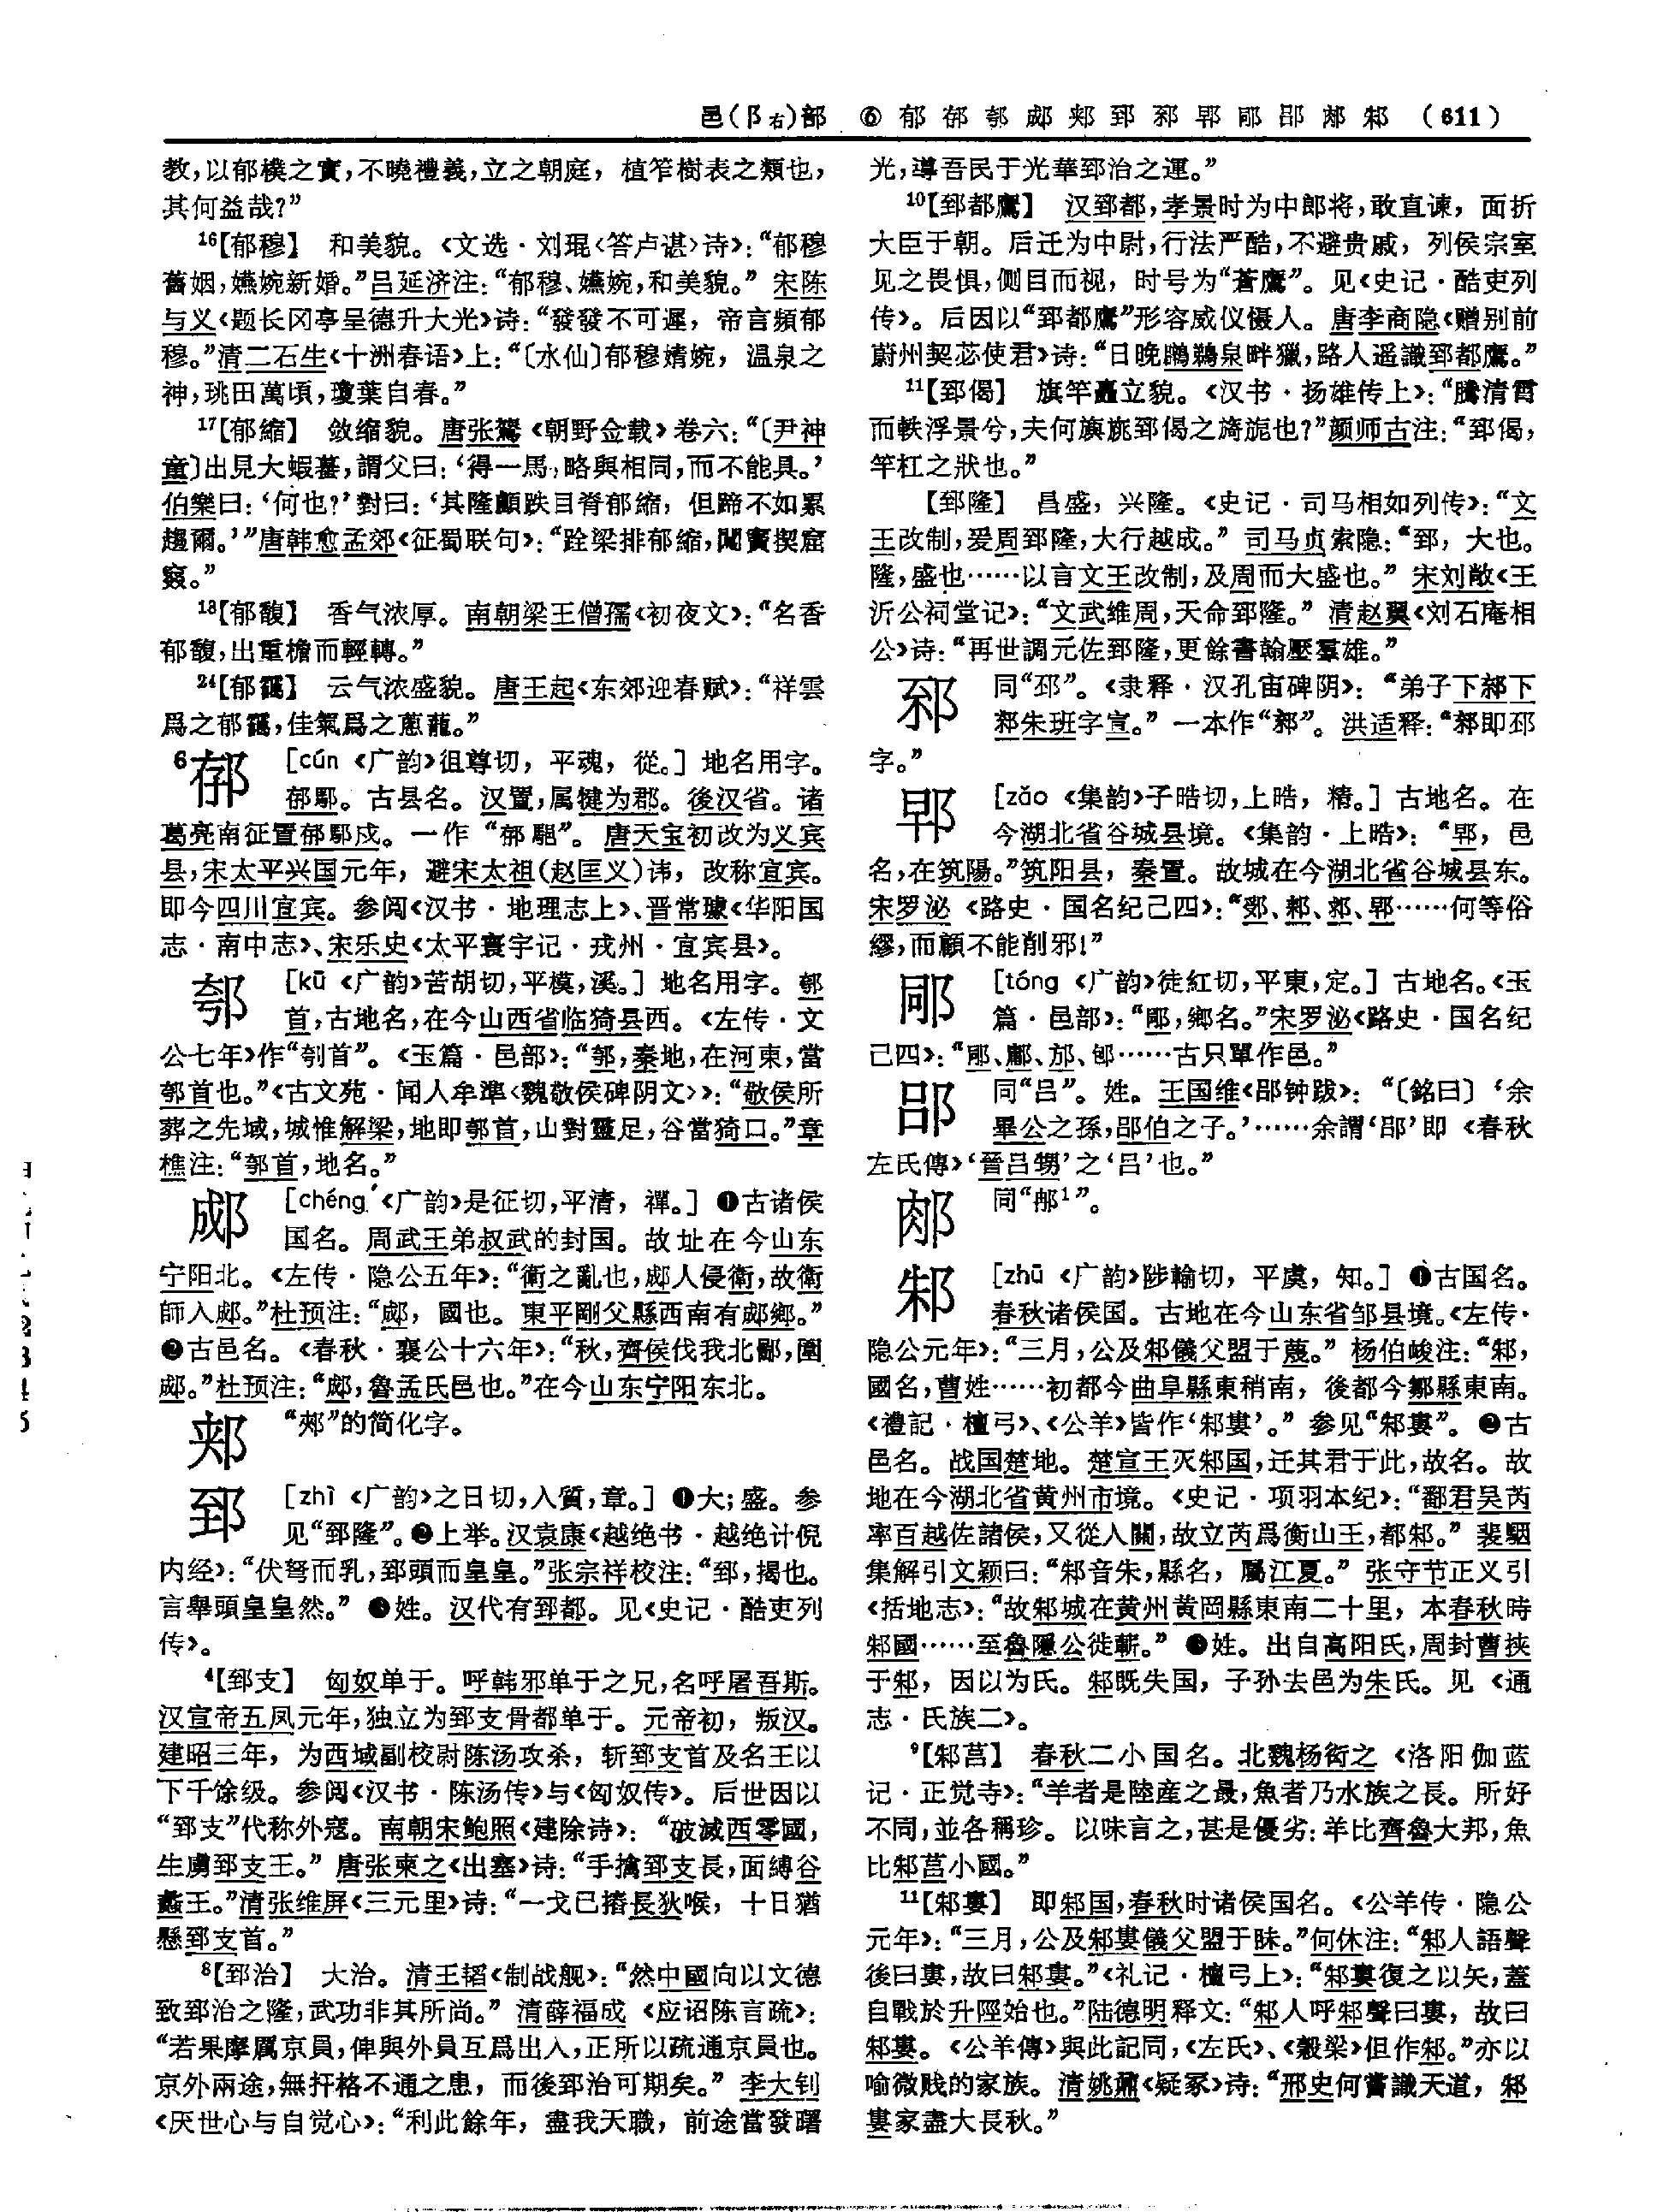 邑(阝右)部 ⑥ 郁 郁 郀 郕 郏 郅 邳 郓 郌 郘 郍 邾 (611)
教,以郁樸之實,不曉禮義,立之朝庭,植笮樹表之類也,
其何益哉?”
16【郁穆】 和美貌。《文选·刘琨〈答卢谌〉诗》:“郁穆
舊姻,嬿婉新婚。”吕延济注:“郁穆、嬿婉,和美貌。” 宋陈
与义《题长冈亭呈德升大光》诗:“發發不可遲,帝言頻郁
穆。”清二石生《十洲春语》上:“〔水仙〕郁穆婧婉,温泉之
神,珧田萬頃,瓊葉自春。”
17【郁縮】 敛缩貌。唐张鷟《朝野佥载》卷六:“〔尹神
童〕出見大蝦蟇,謂父曰:‘得一馬,略與相同,而不能具。’
伯樂曰:‘何也?’對曰:‘其隆顱跌目脊郁縮,但蹄不如累
趨爾。’”唐韩愈孟郊《征蜀联句》:“跧梁排郁縮,闖竇揳窟
窡。”
18【郁馥】 香气浓厚。南朝梁王僧孺《初夜文》:“名香
郁馥,出重檐而輕轉。”
24【郁靄】 云气浓盛貌。唐王起《东郊迎春赋》:“祥雲
爲之郁靄,佳氣爲之蔥蘢。”
6郁 [cún《广韵》徂尊切,平魂,從。] 地名用字。
郁鄢。古县名。汉置,属犍为郡。後汉省。诸
葛亮南征置郁鄢戍。一作“郁䣕”。唐天宝初改为义宾
县,宋太平兴国元年,避宋太祖(赵匡义)讳,改称宜宾。
即今四川宜宾。参阅《汉书·地理志上》、晋常璩《华阳国
志·南中志》、宋乐史《太平寰宇记·戎州·宜宾县》。
郀 [kū《广韵》苦胡切,平模,溪。] 地名用字。郀
首,古地名,在今山西省临猗县西。《左传·文
公七年》作“刳首”。《玉篇·邑部》:“郀,秦地,在河東,當
郀首也。”《古文苑·闻人牟準〈魏敬侯碑阴文〉》:“敬侯所
葬之先域,城惟解梁,地即郀首,山對靈足,谷當猗口。”章
樵注:“郀首,地名。”
郕 [chéng《广韵》是征切,平清,禪。] ❶古诸侯
国名。周武王弟叔武的封国。故址在今山东
宁阳北。《左传·隐公五年》:“衛之亂也,郕人侵衛,故衛
師入郕。”杜预注:“郕,國也。東平剛父縣西南有郕鄉。”
❷古邑名。《春秋·襄公十六年》:“秋,齊侯伐我北鄙,圍
郕。”杜预注:“郕,魯孟氏邑也。”在今山东宁阳东北。
郏 “郟”的简化字。
郅 [zhì《广韵》之日切,入質,章。] ❶大;盛。参
见“郅隆”。❷上举。汉袁康《越绝书·越绝计倪
内经》:“伏弩而乳,郅頭而皇皇。”张宗祥校注:“郅,揭也。
言舉頭皇皇然。” ❸姓。汉代有郅都。见《史记·酷吏列
传》。
4【郅支】 匈奴单于。呼韩邪单于之兄,名呼屠吾斯。
汉宣帝五凤元年,独立为郅支骨都单于。元帝初,叛汉。
建昭三年,为西域副校尉陈汤攻杀,斩郅支首及名王以
下千馀级。参阅《汉书·陈汤传》与《匈奴传》。后世因以
“郅支”代称外寇。南朝宋鲍照《建除诗》:“破滅西零國,
生虜郅支王。”唐张柬之《出塞》诗:“手擒郅支長,面縛谷
蠡王。”清张维屏《三元里》诗:“一戈已摏長狄喉,十日猶
懸郅支首。”
8【郅治】 大治。清王韬《制战舰》:“然中國向以文德
致郅治之隆,武功非其所尚。”清薛福成《应诏陈言疏》:
“若果摩厲京員,俾與外員互爲出入,正所以疏通京員也。
京外兩途,無扞格不通之患,而後郅治可期矣。”李大钊
《厌世心与自觉心》:“利此餘年,盡我天職,前途當發曙
光,導吾民于光華郅治之運。”
10【郅都鷹】 汉郅都,孝景时为中郎将,敢直谏,面折
大臣于朝。后迁为中尉,行法严酷,不避贵戚,列侯宗室
见之畏惧,侧目而视,时号为“蒼鷹”。见《史记·酷吏列
传》。后因以“郅都鷹”形容威仪慑人。唐李商隐《赠别前
蔚州契苾使君》诗:“日晚鸊鵜泉畔獵,路人遥識郅都鷹。”
11【郅偈】 旗竿矗立貌。《汉书·扬雄传上》:“騰清霄
而軼浮景兮,夫何旟旐郅偈之旖旎也?”颜师古注:“郅偈,
竿杠之狀也。”
【郅隆】 昌盛,兴隆。《史记·司马相如列传》:“文
王改制,爰周郅隆,大行越成。”司马贞索隐:“郅,大也。
隆,盛也……以言文王改制,及周而大盛也。”宋刘敞《王
沂公祠堂记》:“文武维周,天命郅隆。”清赵翼《刘石庵相
公》诗:“再世調元佐郅隆,更餘書翰壓羣雄。”
同“邳”。《隶释·汉孔宙碑阴》:“弟子下邳下
邳朱班字宣。”一本作“邳”。洪适释:“邳即邳
字。”
[zǎo《集韵》子晧切,上晧,精。] 古地名。在
今湖北省谷城县境。《集韵·上晧》:“郓,邑
名,在筑陽。”筑阳县,秦置。故城在今湖北省谷城县东。
宋罗泌《路史·国名纪己四》:“……何等俗
繆,而顧不能削邪!”
[tóng《广韵》徒紅切,平東,定。] 古地名。《玉
篇·邑部》:“郌,鄉名。”宋罗泌《路史·国名纪
己四》:“……古只單作邑。”
郘 同“吕”。姓。王国维《郘钟跋》:“〔銘曰〕‘余
畢公之孫,郘伯之子。’……余謂‘郘’即《春秋
左氏傳》‘晉吕甥’之‘吕’也。”
同“郍1”。
邾 [zhū《广韵》陟輸切,平虞,知。] ❶古国名。
春秋诸侯国。古地在今山东省邹县境。《左传·
隐公元年》:“三月,公及邾儀父盟于蔑。”杨伯峻注:“邾,
國名,曹姓……初都今曲阜縣東稍南,後都今鄒縣東南。
《禮記·檀弓》、《公羊》皆作‘邾婁’。”参见“邾婁”。❷古
邑名。战国楚地。楚宣王灭邾国,迁其君于此,故名。故
地在今湖北省黄州市境。《史记·项羽本纪》:“鄱君吴芮
率百越佐諸侯,又從入關,故立芮爲衡山王,都邾。”裴駰
集解引文颖曰:“邾音朱,縣名,屬江夏。”张守节正义引
《括地志》:“故邾城在黄州黄岡縣東南二十里,本春秋時
邾國……至魯隱公徙蘄。” ❸姓。出自高阳氏,周封曹挟
于邾,因以为氏。邾既失国,子孙去邑为朱氏。见《通
志·氏族二》。
9【邾莒】 春秋二小国名。北魏杨衒之《洛阳伽蓝
记·正觉寺》:“羊者是陸産之最,魚者乃水族之長。所好
不同,並各稱珍。以味言之,甚是優劣:羊比齊魯大邦,魚
比邾莒小國。”
11【邾婁】 即邾国,春秋时诸侯国名。《公羊传·隐公
元年》:“三月,公及邾婁儀父盟于眛。”何休注:“邾人語聲
後曰婁,故曰邾婁。”《礼记·檀弓上》:“邾婁復之以矢,蓋
自戰於升陘始也。”陆德明释文:“邾人呼邾聲曰婁,故曰
邾婁。《公羊傳》與此記同,《左氏》、《穀梁》但作邾。”亦以
喻微贱的家族。清姚鼐《疑冢》诗:“邢史何嘗識天道,邾
婁家盡大長秋。”